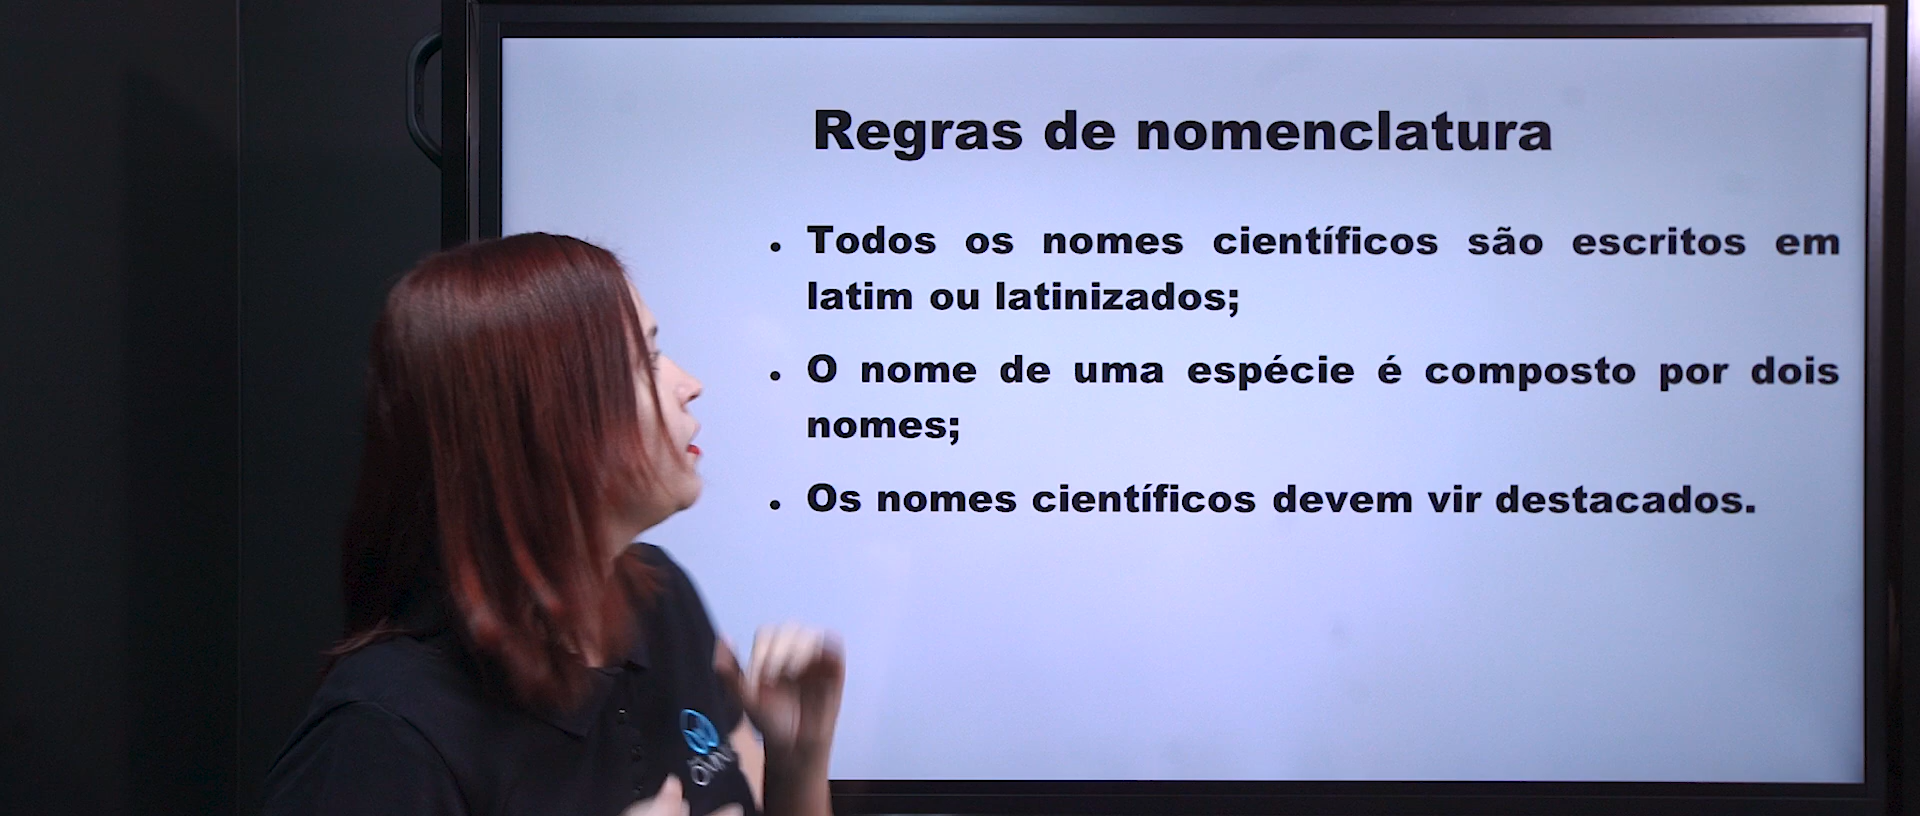 Regras de nomenclatura
• Todos os nomes científicos são escritos em
latim ou latinizados;
• O nome de uma espécie é composto por dois
nomes;
• Os nomes científicos devem vir destacados.